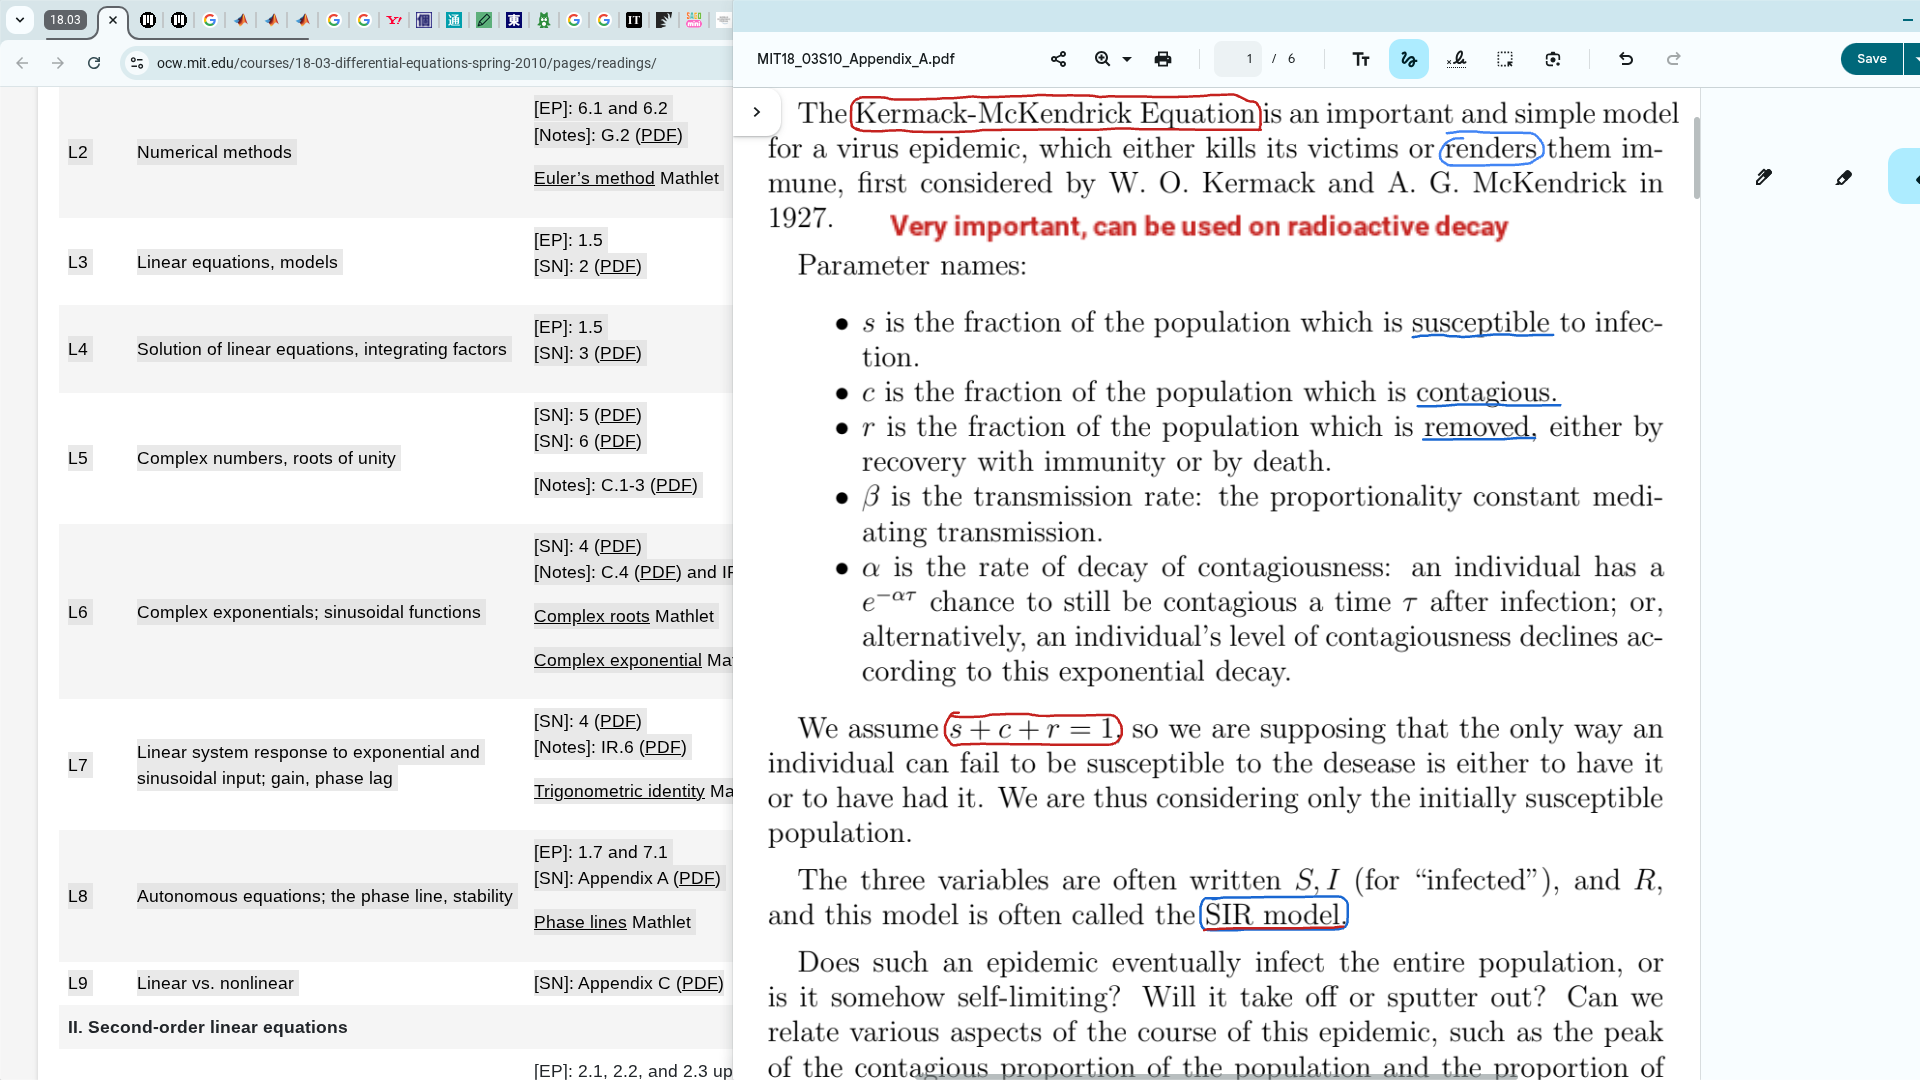 18.03
ocw.mit.edu/courses/18-03-differential-equations-spring-2010/pages/readings/
L2
Numerical methods
[EP]: 6.1 and 6.2
[Notes]: G.2 (PDF)
Euler’s method Mathlet
L3
Linear equations, models
[EP]: 1.5
[SN]: 2 (PDF)
L4
Solution of linear equations, integrating factors
[EP]: 1.5
[SN]: 3 (PDF)
L5
Complex numbers, roots of unity
[SN]: 5 (PDF)
[SN]: 6 (PDF)
[Notes]: C.1-3 (PDF)
L6
Complex exponentials; sinusoidal functions
[SN]: 4 (PDF)
[Notes]: C.4 (PDF) and
Complex roots Mathlet
Complex exponential
L7
Linear system response to exponential and
sinusoidal input; gain, phase lag
[SN]: 4 (PDF)
[Notes]: IR.6 (PDF)
Trigonometric identity
L8
Autonomous equations; the phase line, stability
[EP]: 1.7 and 7.1
[SN]: Appendix A (PDF)
Phase lines Mathlet
L9
Linear vs. nonlinear
[SN]: Appendix C (PDF)
II. Second-order linear equations
[EP]: 2.1, 2.2, and 2.3 up
MIT18_03S10_Appendix_A.pdf
1 / 6
Save
The Kermack-McKendrick Equation is an important and simple model
for a virus epidemic, which either kills its victims or renders them im-
mune, first considered by W. O. Kermack and A. G. McKendrick in
1927.
Very important, can be used on radioactive decay
Parameter names:
• s is the fraction of the population which is susceptible to infec-
tion.
• c is the fraction of the population which is contagious.
• r is the fraction of the population which is removed, either by
recovery with immunity or by death.
• β is the transmission rate: the proportionality constant medi-
ating transmission.
• α is the rate of decay of contagiousness: an individual has a
e^{−ατ} chance to still be contagious a time τ after infection; or,
alternatively, an individual’s level of contagiousness declines ac-
cording to this exponential decay.
We assume s + c + r = 1, so we are supposing that the only way an
individual can fail to be susceptible to the desease is either to have it
or to have had it. We are thus considering only the initially susceptible
population.
The three variables are often written S, I (for “infected”), and R,
and this model is often called the SIR model.
Does such an epidemic eventually infect the entire population, or
is it somehow self-limiting? Will it take off or sputter out? Can we
relate various aspects of the course of this epidemic, such as the peak
of the contagious proportion of the population and the proportion of